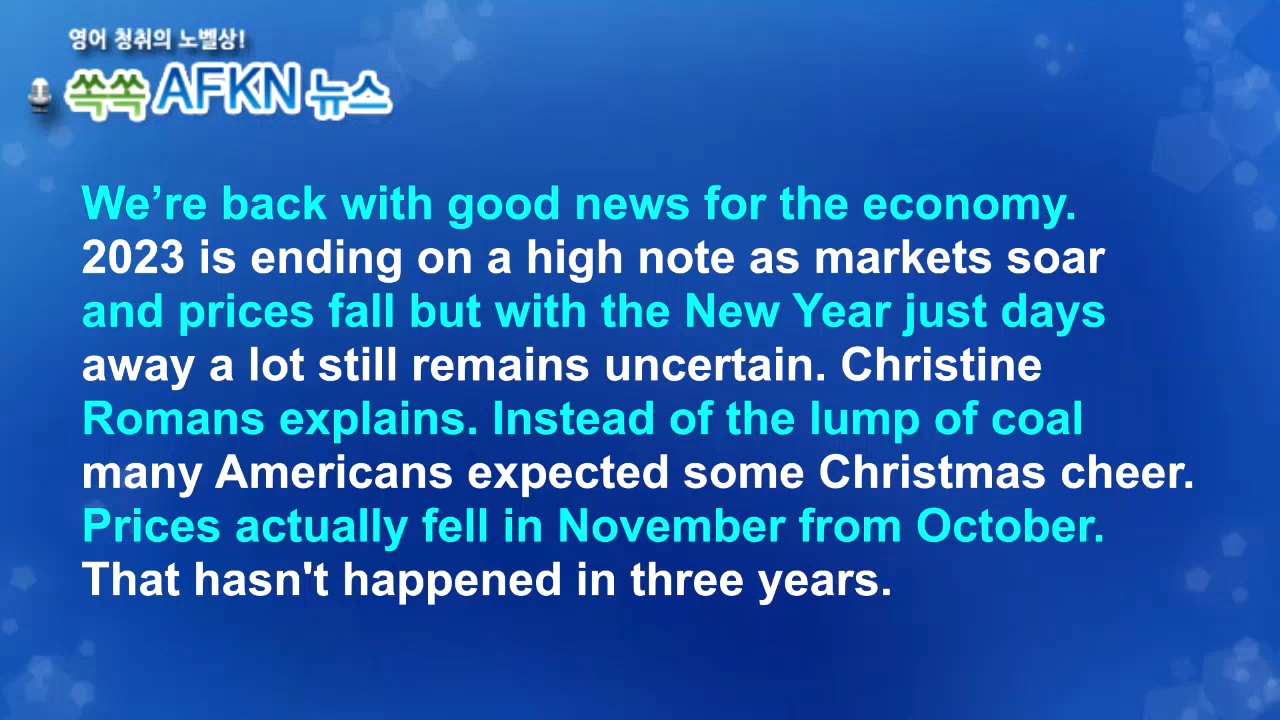 영어 청취의 노벨상!
쏙쏙 AFKN 뉴스
We’re back with good news for the economy.
2023 is ending on a high note as markets soar
and prices fall but with the New Year just days
away a lot still remains uncertain. Christine
Romans explains. Instead of the lump of coal
many Americans expected some Christmas cheer.
Prices actually fell in November from October.
That hasn't happened in three years.